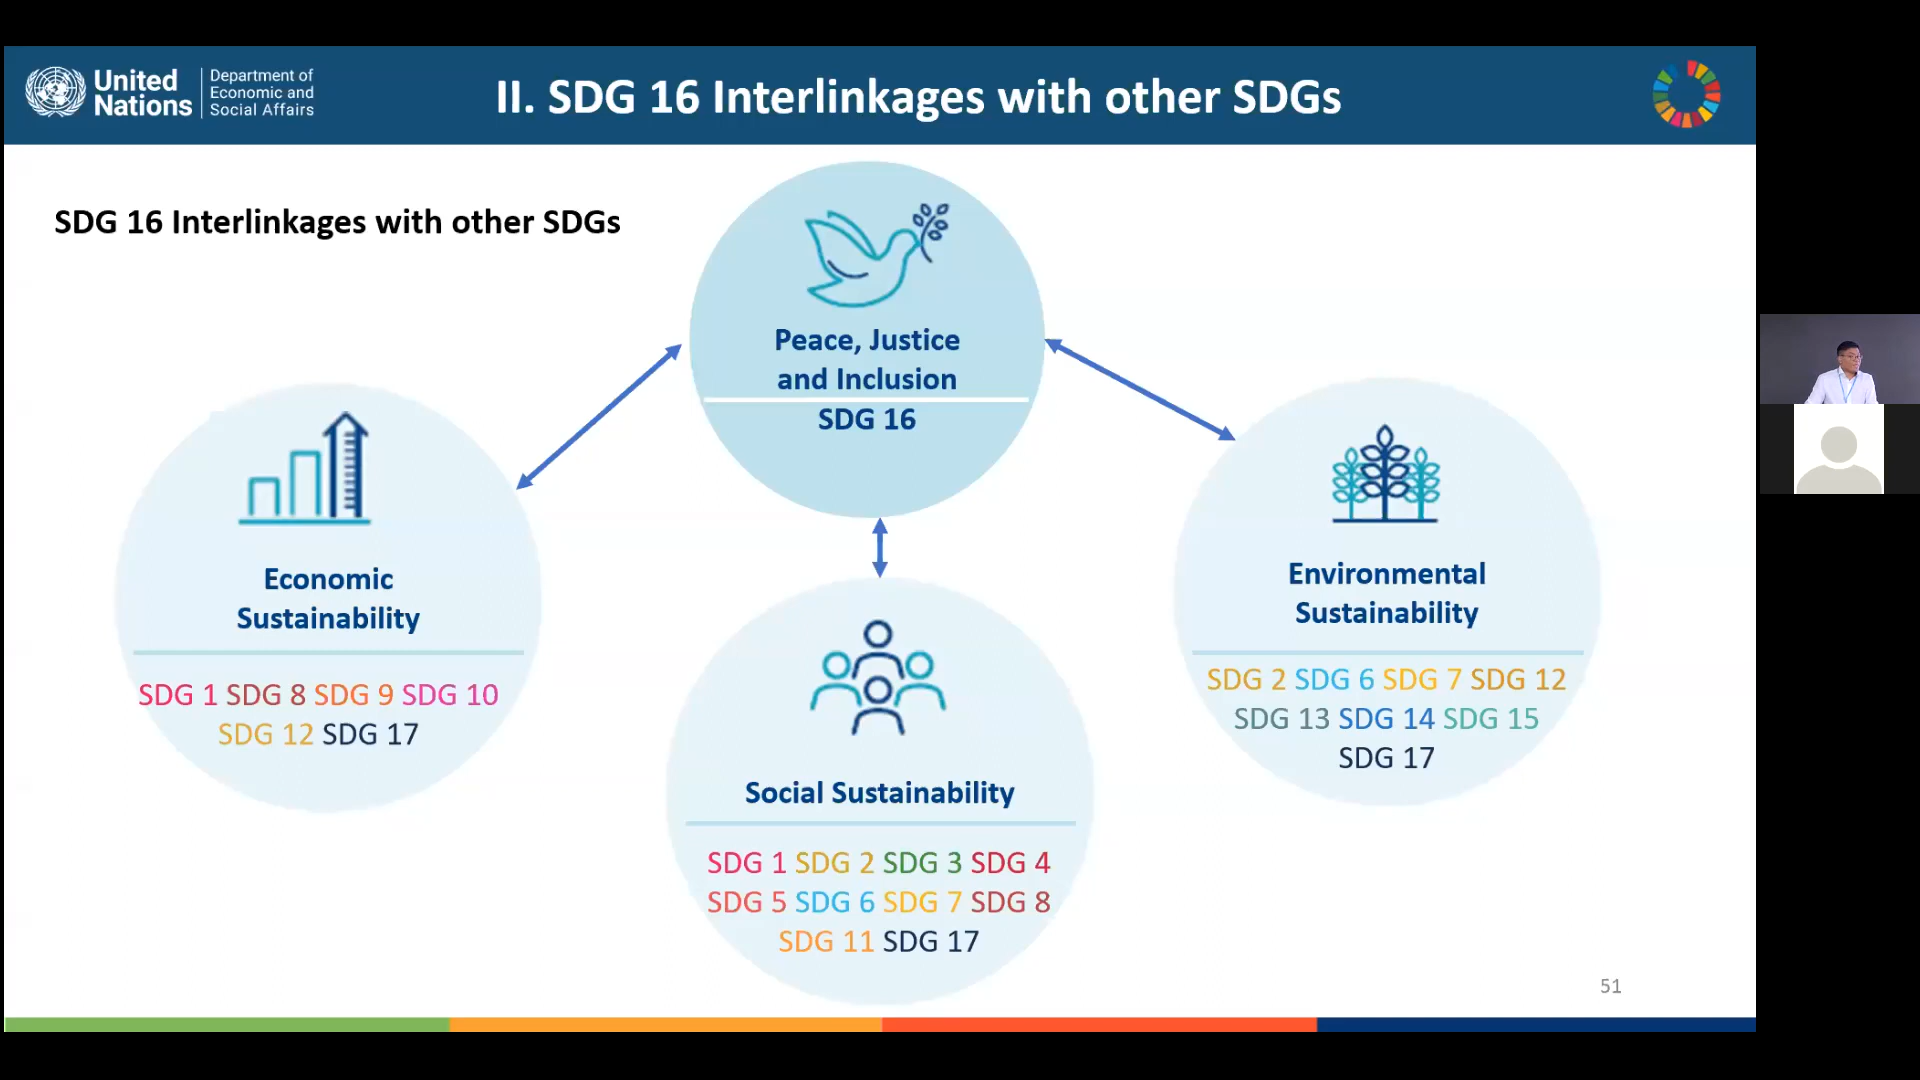 United
Nations
Department of
Economic and
Social Affairs
II. SDG 16 Interlinkages with other SDGs
SDG 16 Interlinkages with other SDGs
Peace, Justice
and Inclusion
SDG 16
Economic
Sustainability
SDG 1 SDG 8 SDG 9 SDG 10
SDG 12 SDG 17
Social Sustainability
SDG 1 SDG 2 SDG 3 SDG 4
SDG 5 SDG 6 SDG 7 SDG 8
SDG 11 SDG 17
Environmental
Sustainability
SDG 2 SDG 6 SDG 7 SDG 12
SDG 13 SDG 14 SDG 15
SDG 17
51